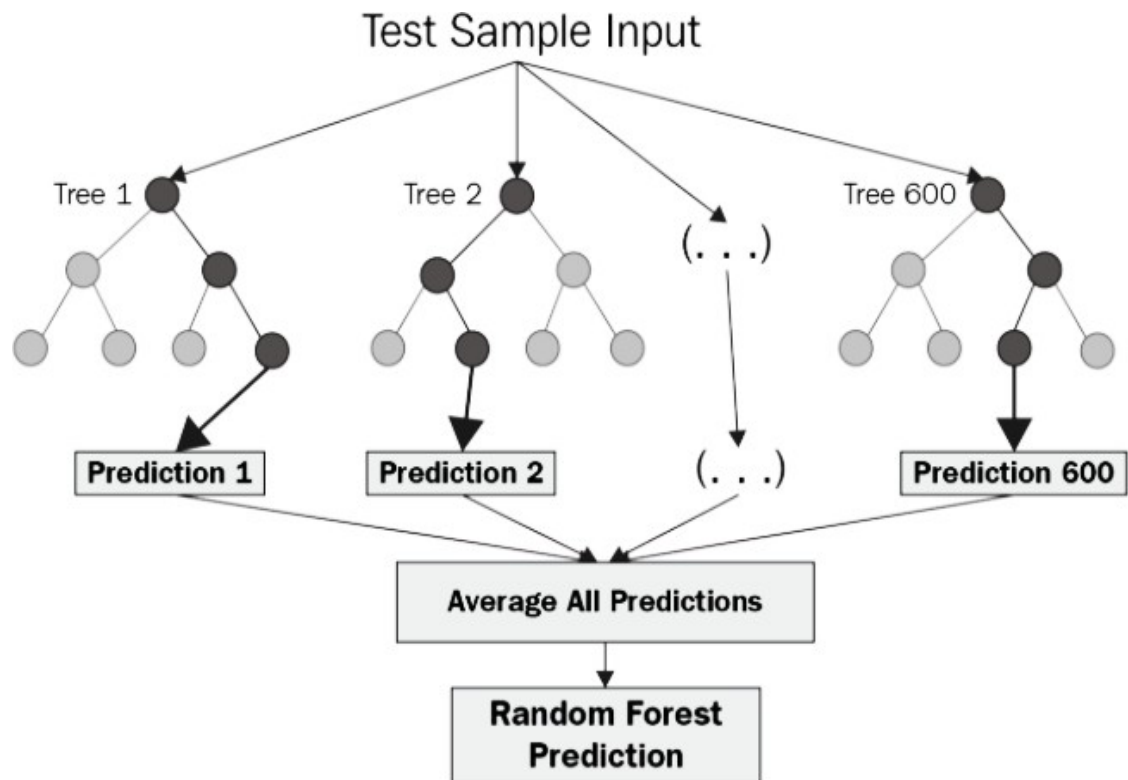 Test Sample Input
Tree 1
Tree 2
Tree 600
(. . .)
Prediction 1
Prediction 2
(. . .)
Prediction 600
Average All Predictions
Random Forest
Prediction